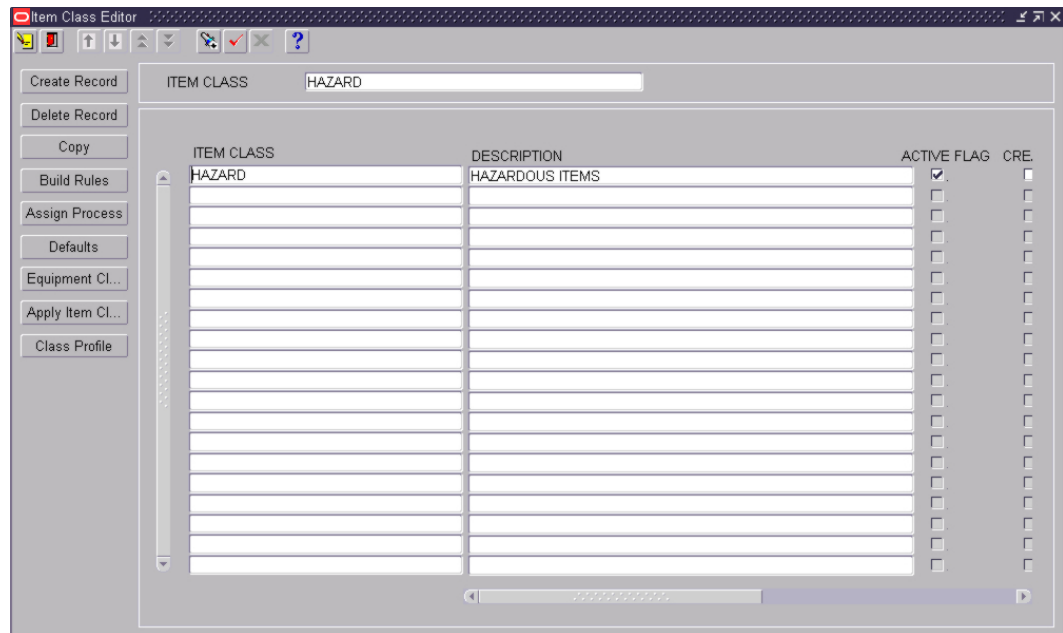 Item Class Editor
?
Create Record
ITEM CLASS HAZARD
Delete Record
Copy
ITEM CLASS DESCRIPTION ACTIVE FLAG CRE.
Build Rules
HAZARD HAZARDOUS ITEMS
Assign Process
Defaults
Equipment Cl...
Apply Item Cl...
Class Profile